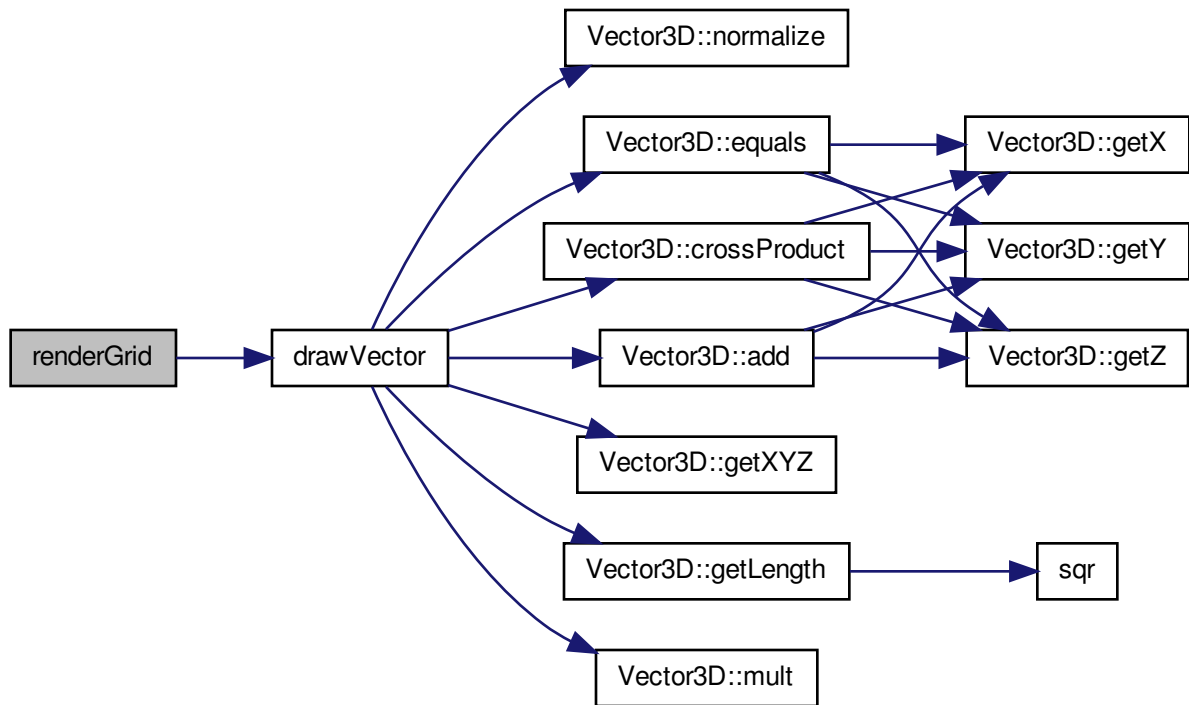 Vector3D::normalize
Vector3D::equals
Vector3D::getX
Vector3D::crossProduct
Vector3D::getY
renderGrid
drawVector
Vector3D::add
Vector3D::getZ
Vector3D::getXYZ
Vector3D::getLength
sqr
Vector3D::mult